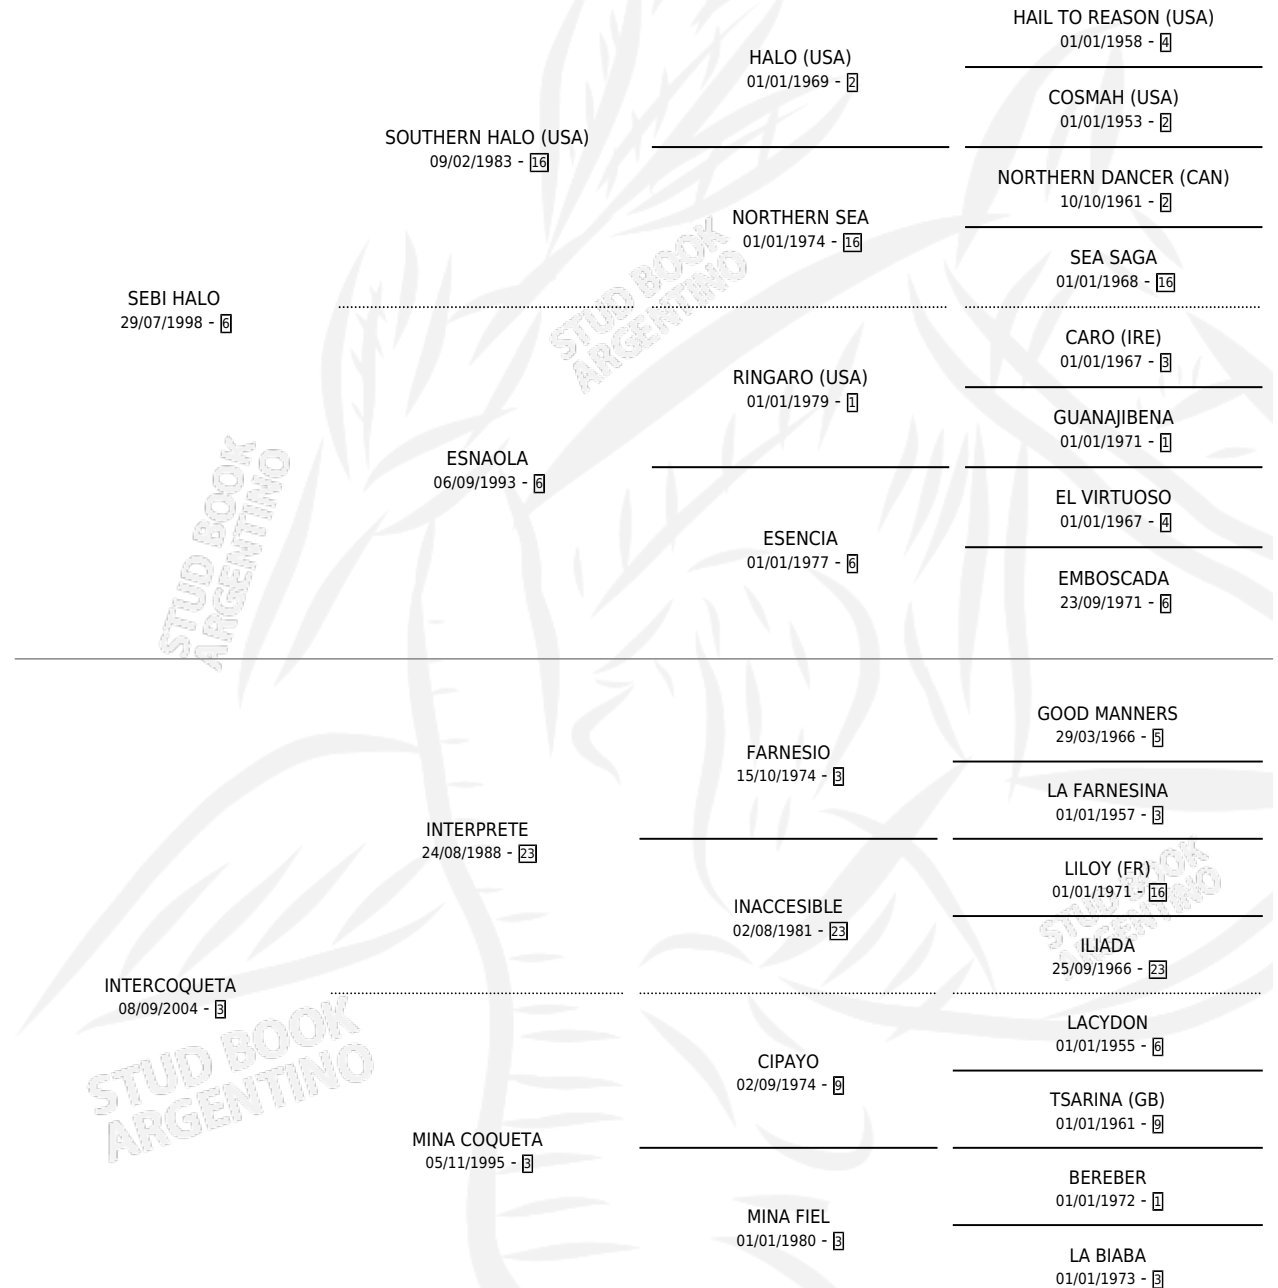 HAIL TO REASON (USA)
01/01/1958 - 4
HALO (USA)
01/01/1969 - 2
COSMAH (USA)
01/01/1953 - 2
SOUTHERN HALO (USA)
09/02/1983 - 16
NORTHERN DANCER (CAN)
10/10/1961 - 2
NORTHERN SEA
01/01/1974 - 16
SEA SAGA
01/01/1968 - 16
STUD BOOK
ARGENTINO
SEBI HALO
29/07/1998 - 6
CARO (IRE)
01/01/1967 - 3
RINGARO (USA)
01/01/1979 - 1
GUANAJIBENA
01/01/1971 - 1
ESNAOLA
06/09/1993 - 6
EL VIRTUOSO
01/01/1967 - 4
ESENCIA
01/01/1977 - 6
EMBOSCADA
23/09/1971 - 6
STUD BOOK
ARGENTINO
GOOD MANNERS
29/03/1966 - 5
FARNESIO
15/10/1974 - 3
LA FARNESINA
01/01/1957 - 3
INTERPRETE
24/08/1988 - 23
LILOY (FR)
01/01/1971 - 16
INACCESIBLE
02/08/1981 - 23
ILIADA
25/09/1966 - 23
STUD BOOK
ARGENTINO
INTERCOQUETA
08/09/2004 - 3
LACYDON
01/01/1955 - 6
CIPAYO
02/09/1974 - 9
TSARINA (GB)
01/01/1961 - 9
STUD BOOK
ARGENTINO
MINA COQUETA
05/11/1995 - 3
BEREBER
01/01/1972 - 1
MINA FIEL
01/01/1980 - 3
LA BIABA
01/01/1973 - 3